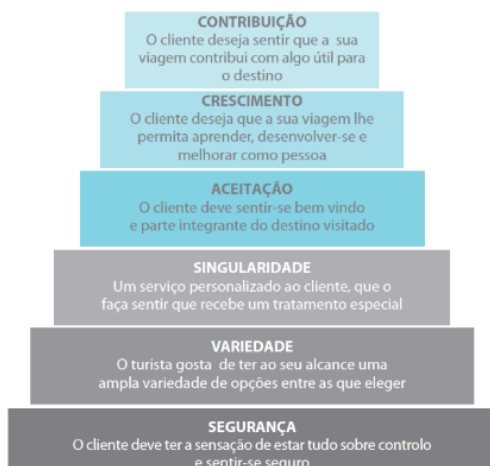 CONTRIBUIÇÃO
O cliente deseja sentir que a sua
viagem contribui com algo útil para
o destino
CRESCIMENTO
O cliente deseja que a sua viagem lhe
permita aprender, desenvolver-se e
melhorar como pessoa
ACEITAÇÃO
O cliente deve sentir-se bem vindo
e parte integrante do destino visitado
SINGULARIDADE
Um serviço personalizado ao cliente, que o
faça sentir que recebe um tratamento especial
VARIEDADE
O turista gosta de ter ao seu alcance uma
ampla variedade de opções entre as que eleger
SEGURANÇA
O cliente deve ter a sensação de estar tudo sobre controlo
e sentir-se seguro